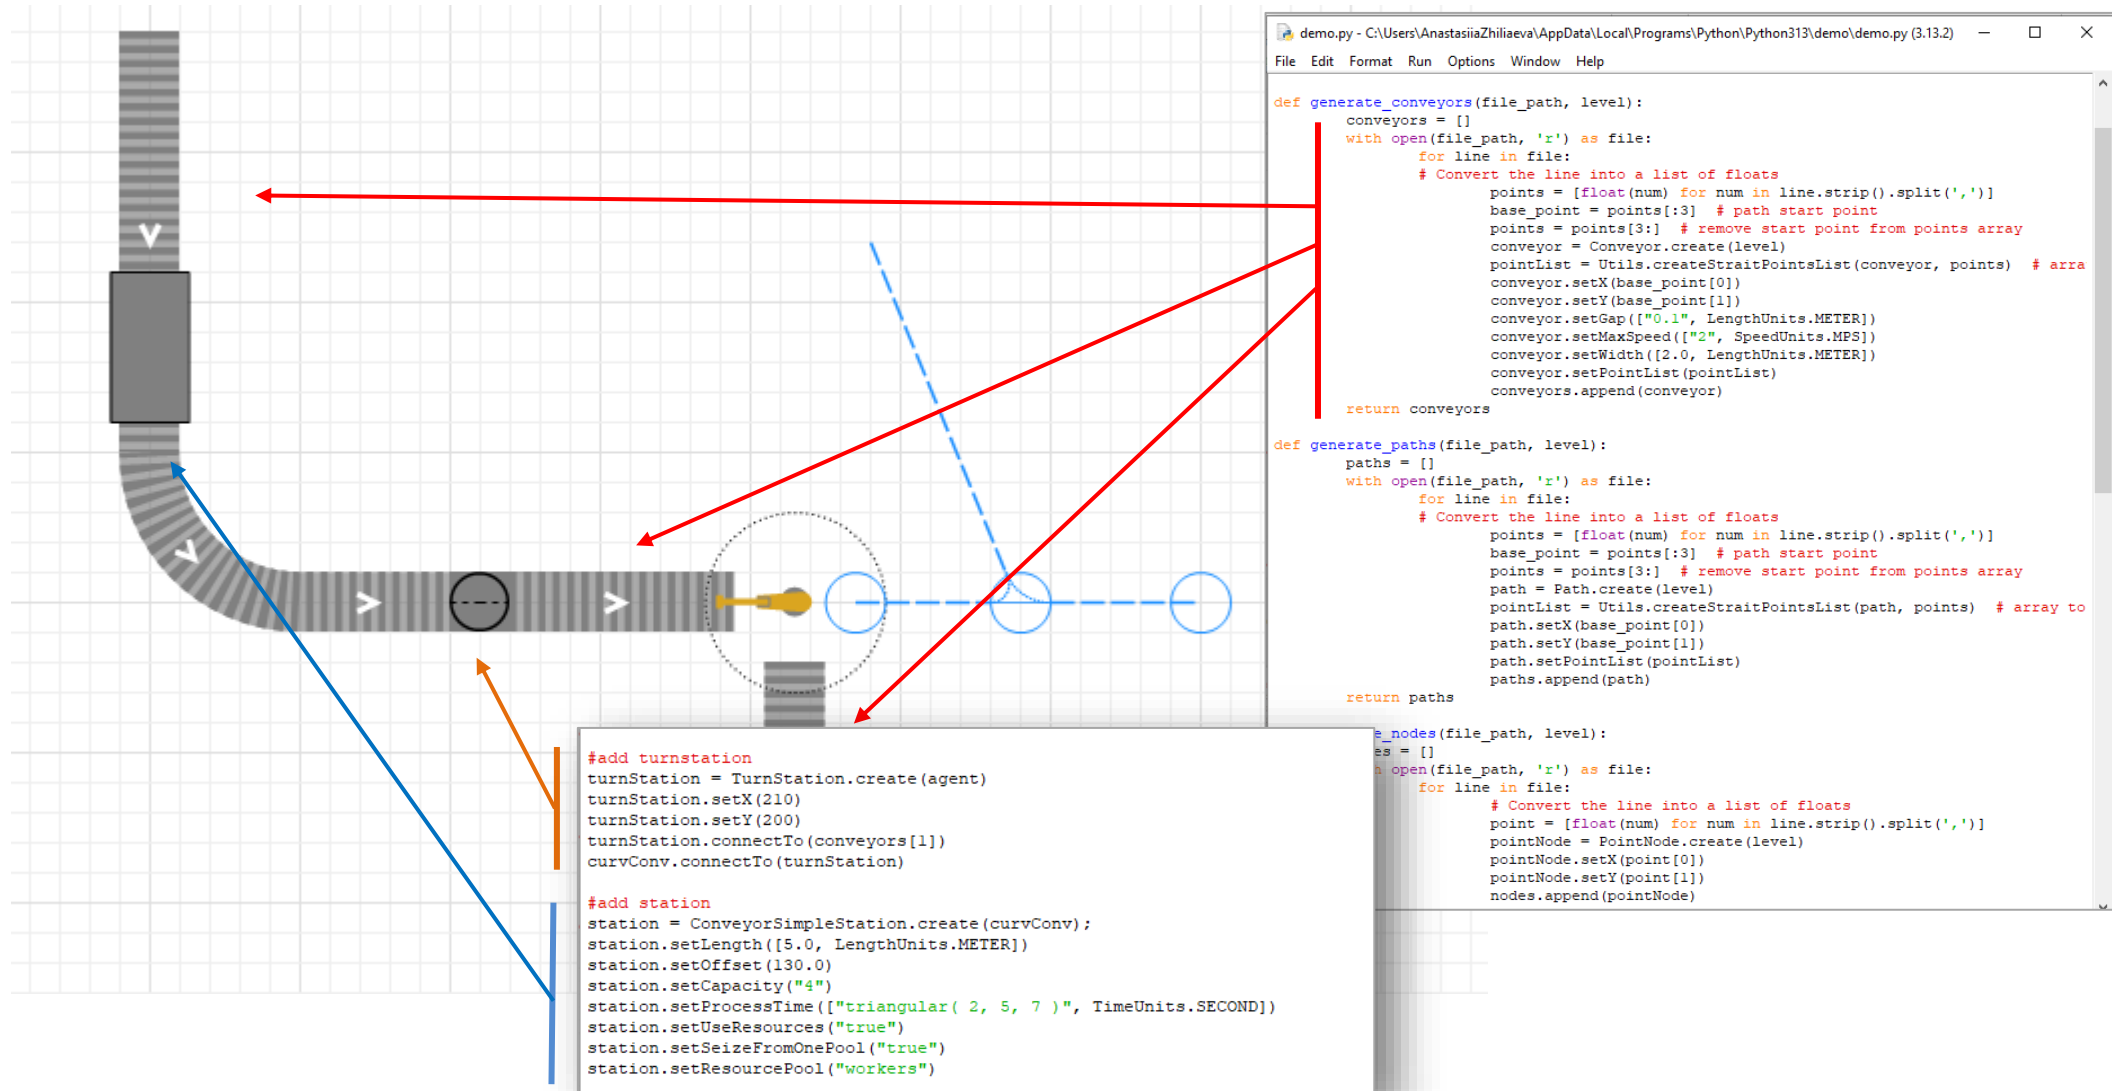 demo.py - C:\Users\AnastasiiaZhiliaeva\AppData\Local\Programs\Python\Python313\demo\demo.py (3.13.2)
File Edit Format Run Options Window Help
def generate_conveyors(file_path, level):
        conveyors = []
        with open(file_path, 'r') as file:
                for line in file:
                # Convert the line into a list of floats
                        points = [float(num) for num in line.strip().split(',')]
                        base_point = points[:3]  # path start point
                        points = points[3:]  # remove start point from points array
                        conveyor = Conveyor.create(level)
                        pointList = Utils.createStraitPointsList(conveyor, points)  # arra
                        conveyor.setX(base_point[0])
                        conveyor.setY(base_point[1])
                        conveyor.setGap(["0.1", LengthUnits.METER])
                        conveyor.setMaxSpeed(["2", SpeedUnits.MPS])
                        conveyor.setWidth([2.0, LengthUnits.METER])
                        conveyor.setPointList(pointList)
                        conveyors.append(conveyor)
        return conveyors
def generate_paths(file_path, level):
        paths = []
        with open(file_path, 'r') as file:
                for line in file:
                # Convert the line into a list of floats
                        points = [float(num) for num in line.strip().split(',')]
                        base_point = points[:3]  # path start point
                        points = points[3:]  # remove start point from points array
                        path = Path.create(level)
                        pointList = Utils.createStraitPointsList(path, points)  # array to
                        path.setX(base_point[0])
                        path.setY(base_point[1])
                        path.setPointList(pointList)
                        paths.append(path)
        return paths
e_nodes(file_path, level):
es = []
open(file_path, 'r') as file:
for line in file:
                        # Convert the line into a list of floats
                        point = [float(num) for num in line.strip().split(',')]
                        pointNode = PointNode.create(level)
                        pointNode.setX(point[0])
                        pointNode.setY(point[1])
                        nodes.append(pointNode)
#add turnstation
turnStation = TurnStation.create(agent)
turnStation.setX(210)
turnStation.setY(200)
turnStation.connectTo(conveyors[1])
curvConv.connectTo(turnStation)
#add station
station = ConveyorSimpleStation.create(curvConv);
station.setLength([5.0, LengthUnits.METER])
station.setOffset(130.0)
station.setCapacity("4")
station.setProcessTime(["triangular( 2, 5, 7 )", TimeUnits.SECOND])
station.setUseResources("true")
station.setSeizeFromOnePool("true")
station.setResourcePool("workers")